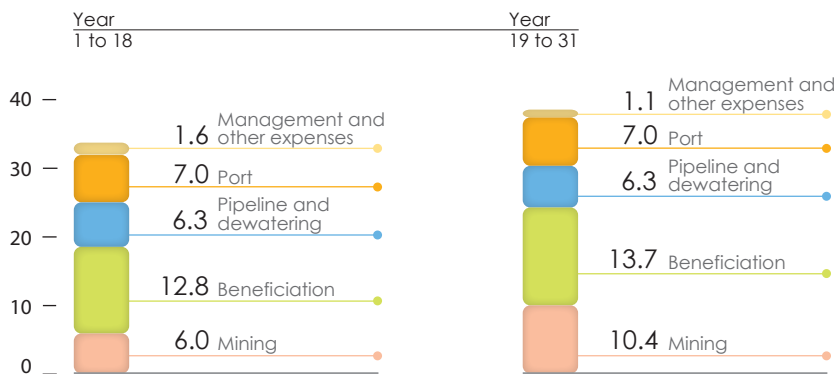 Year
1 to 18
Year
19 to 31
40
30
20
10
0
1.6 Management and
other expenses
7.0 Port
6.3 Pipeline and
dewatering
12.8 Beneficiation
6.0 Mining
1.1 Management and
other expenses
7.0 Port
6.3 Pipeline and
dewatering
13.7 Beneficiation
10.4 Mining